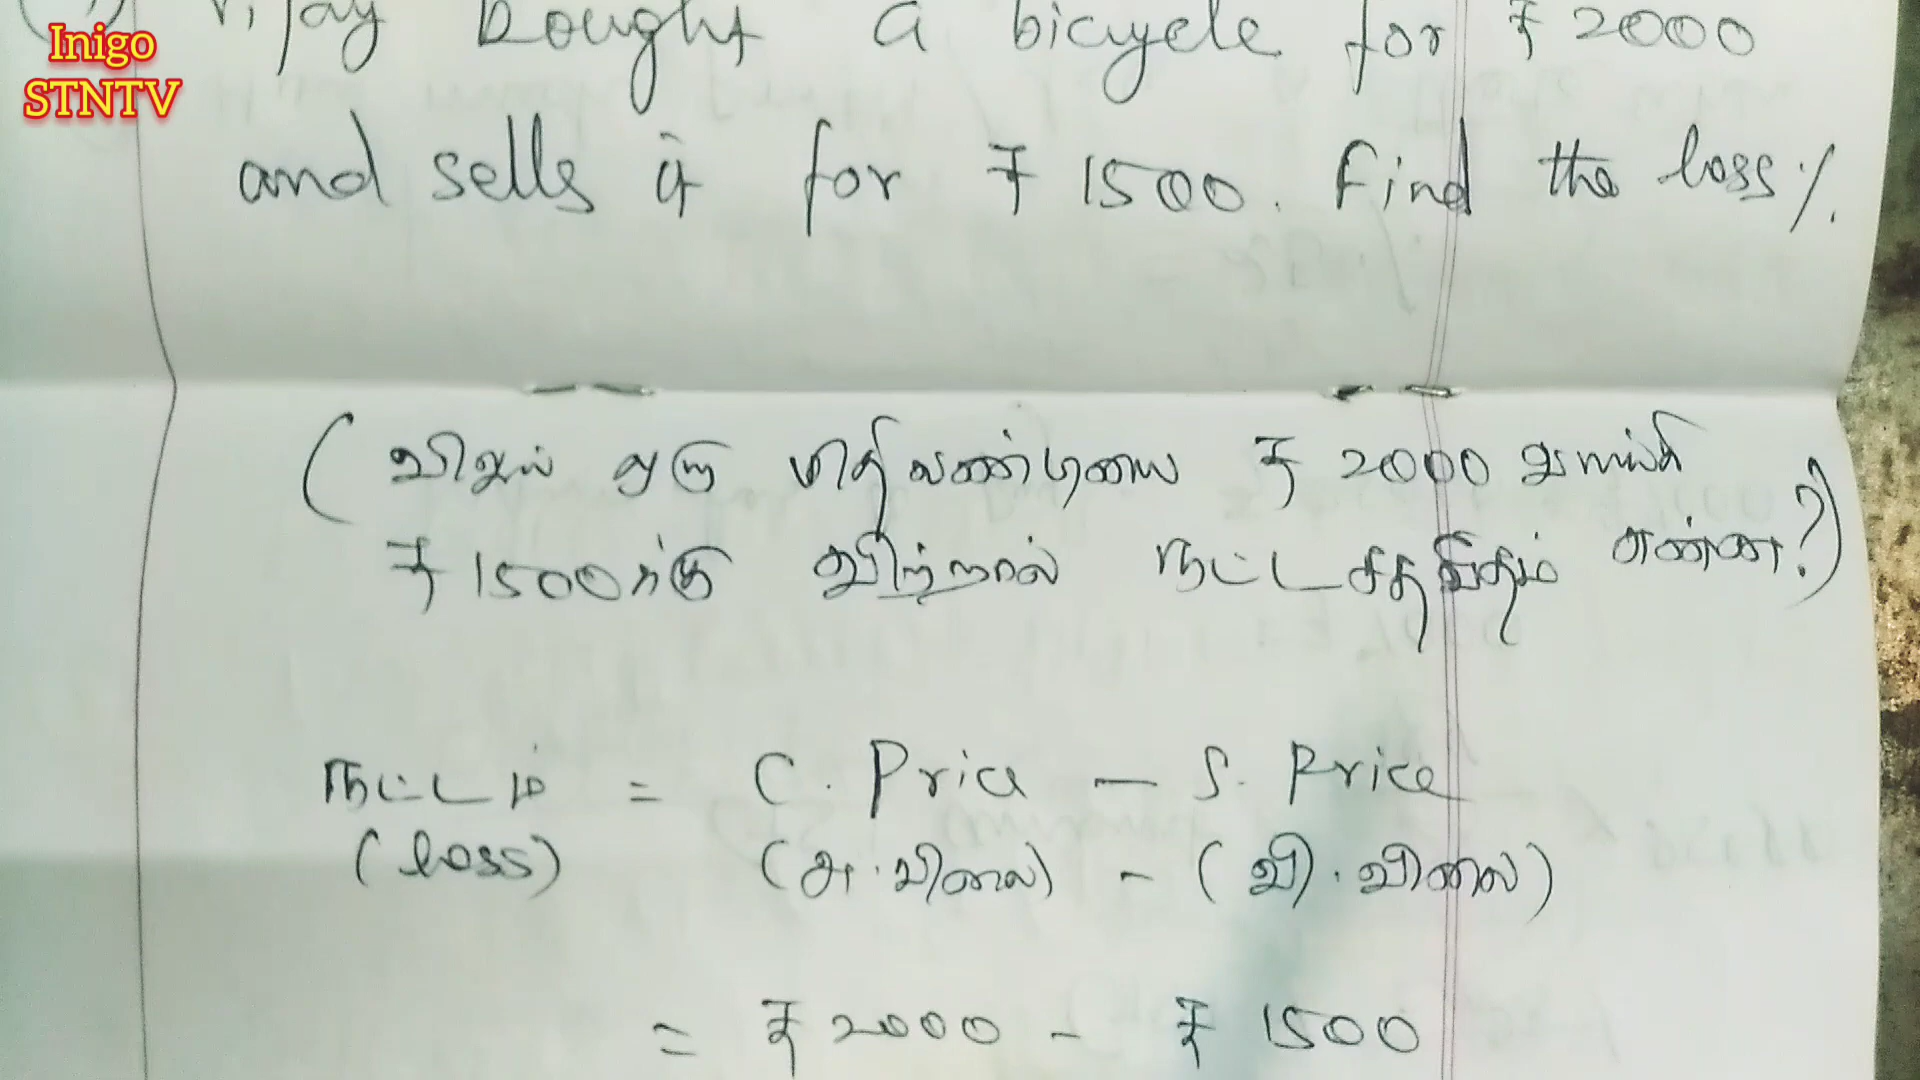 Inigo
STNTV
Vijay bought a bicycle for ₹ 2000
and sells it for ₹ 1500. Find the loss %.
(விஜய் ஒரு மிதிவண்டியை ₹ 2000 வாங்கி
₹ 1500க்கு விற்றால் நட்டசதவீதம் என்ன?)
நட்டம் = C. Price - S. Price
(loss) (அ.விலை) - (வி.விலை)
= ₹ 2000 - ₹ 1500